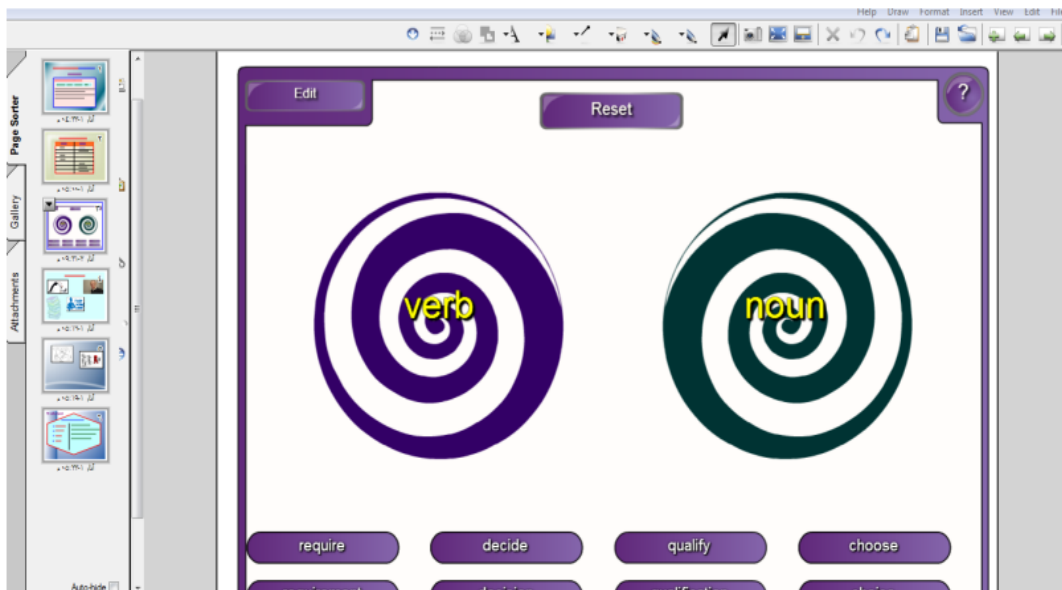 Help Draw Format Insert View Edit
Edit
Reset
?
Page Sorter
Gallery
Attachments
verb
noun
require
decide
qualify
choose
Auto-hide